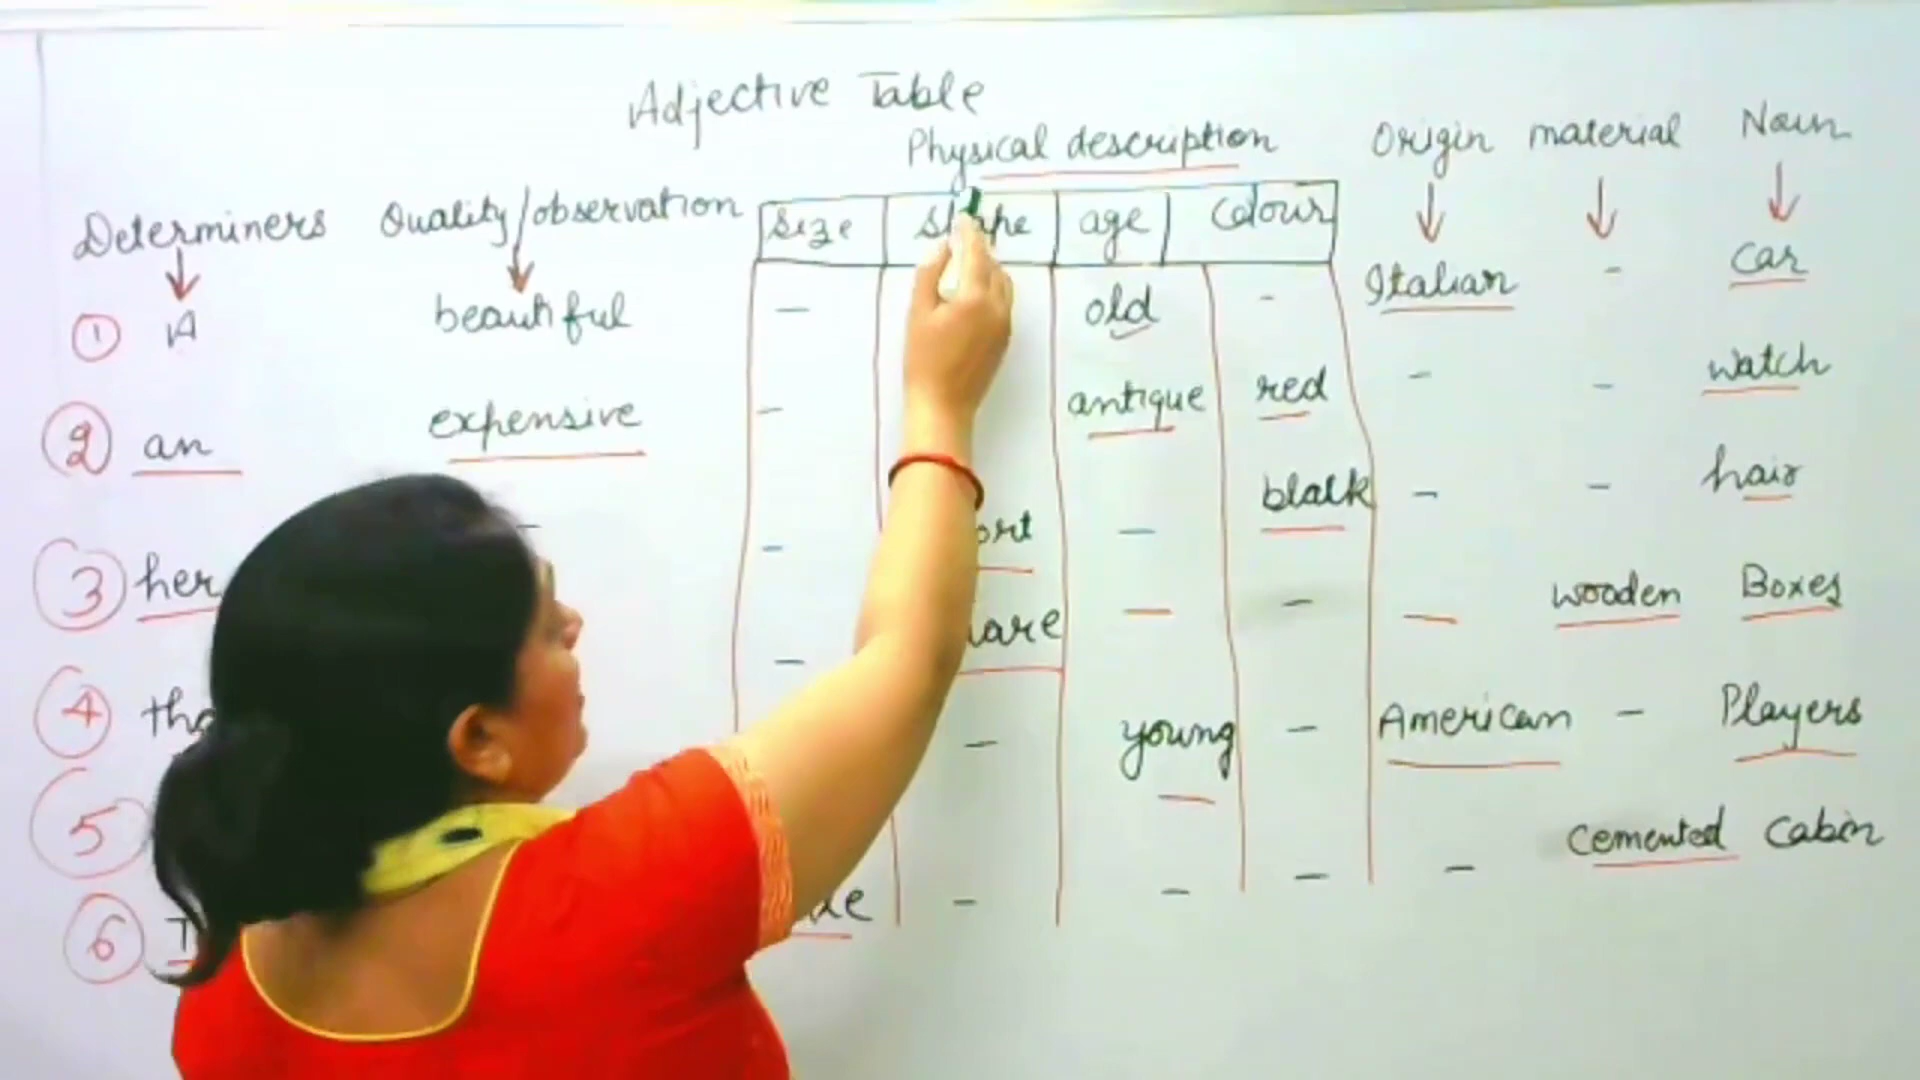 Adjective Table
Physical description Origin material Noun
Determiners Quality/observation size shape age Colour
① A beautiful — old - Italian - car
② an expensive - antique red - - watch
③ her - - - black - - hair
④ - — - — wooden Boxes
⑤ - young - American - Players
⑥ - - - - cemented Cabin